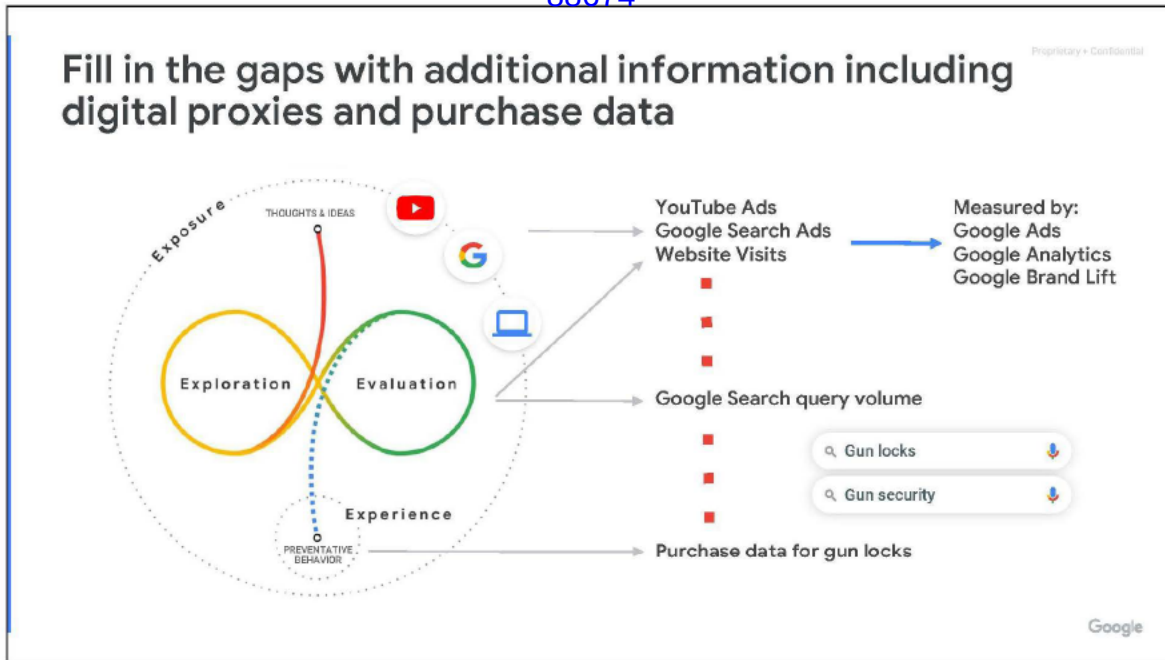 Proprietary + Confidential
Fill in the gaps with additional information including
digital proxies and purchase data
Exposure
THOUGHTS & IDEAS
Exploration
Evaluation
Experience
PREVENTATIVE
BEHAVIOR
YouTube Ads
Google Search Ads
Website Visits
Measured by:
Google Ads
Google Analytics
Google Brand Lift
Google Search query volume
Gun locks
Gun security
Purchase data for gun locks
Google